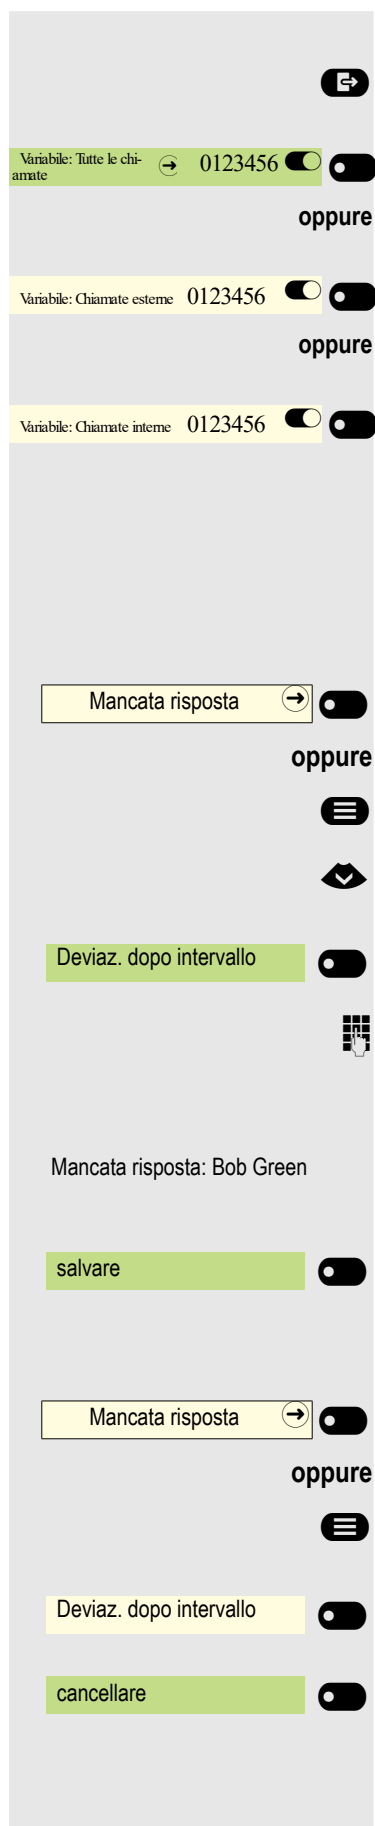 Variabile: Tutte le chi-
amate 0123456
oppure
Variabile: Chiamate esterne 0123456
oppure
Variabile: Chiamate interne 0123456
Mancata risposta
oppure
Deviaz. dopo intervallo
Mancata risposta: Bob Green
salvare
Mancata risposta
oppure
Deviaz. dopo intervallo
cancellare